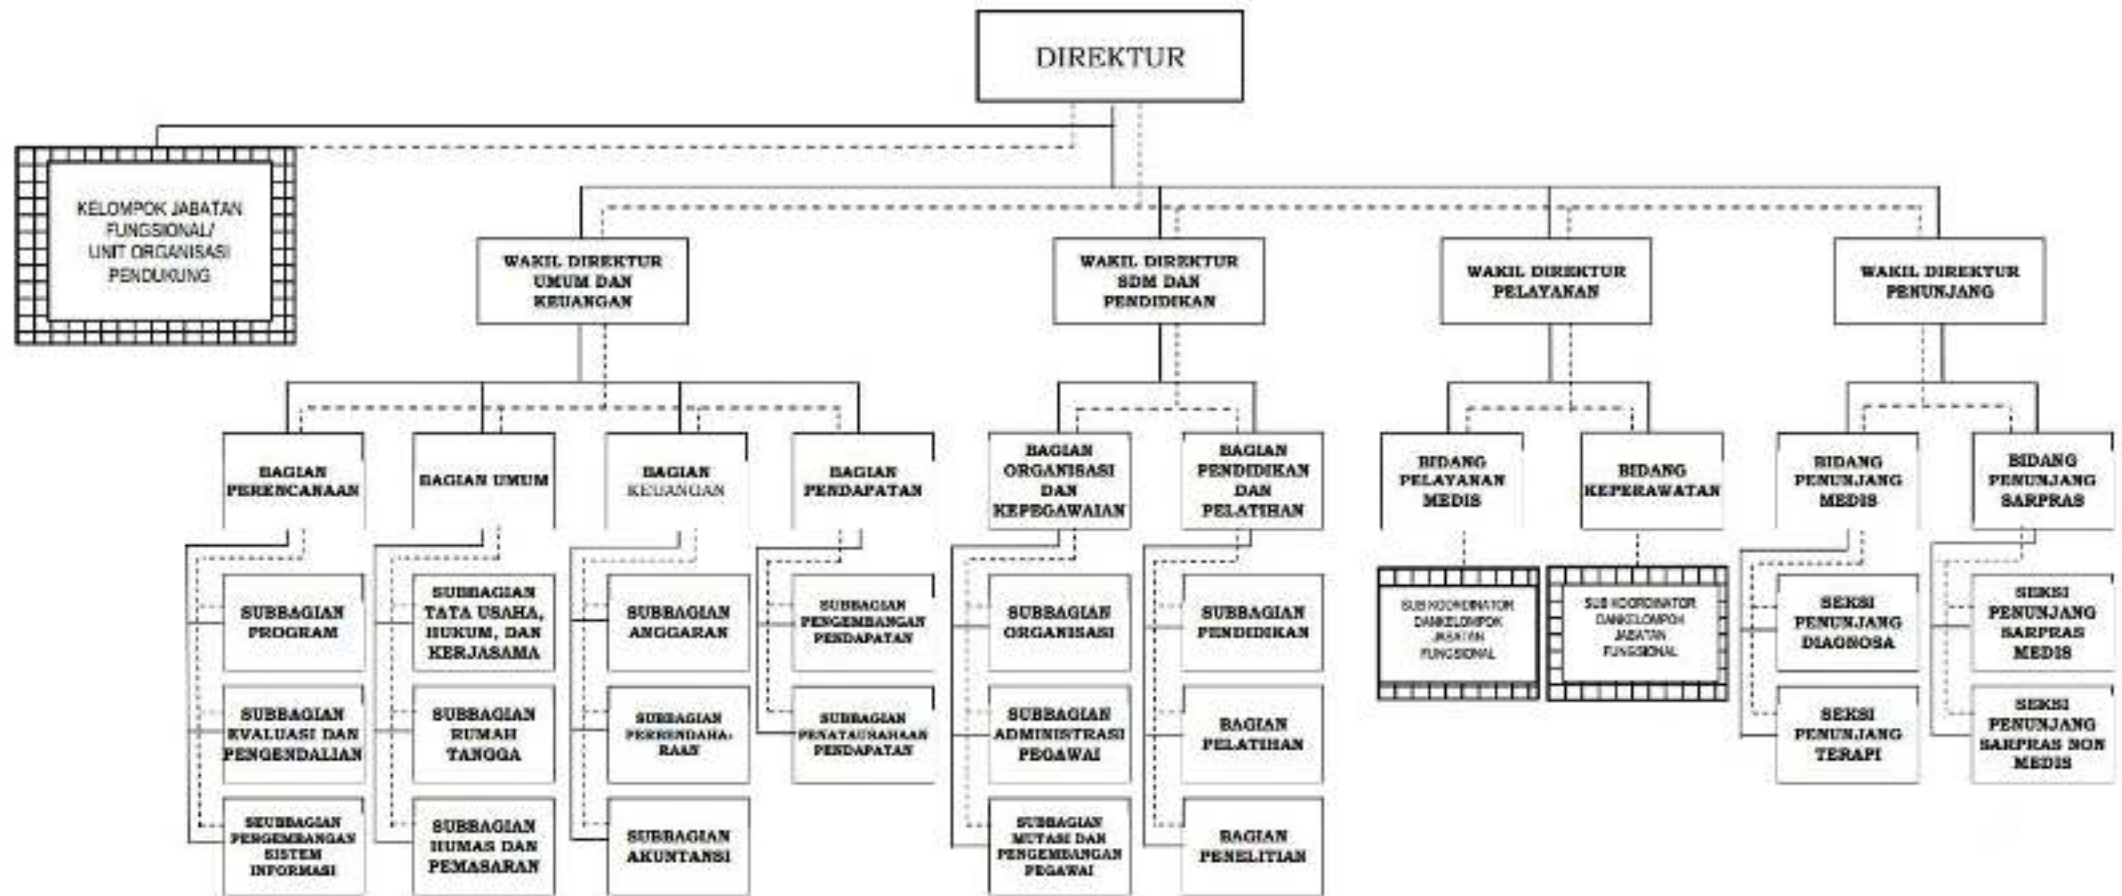 DIREKTUR
KELOMPOK JABATAN
FUNGSIONAL/
UNIT ORGANISASI
PENDUKUNG
WAKIL DIREKTUR
UMUM DAN
KEUANGAN
WAKIL DIREKTUR
SDM DAN
PENDIDIKAN
WAKIL DIREKTUR
PELAYANAN
WAKIL DIREKTUR
PENUNJANG
BAGIAN
PERENCANAAN
BAGIAN UMUM
BAGIAN
KEUANGAN
BAGIAN
PENDAPATAN
BAGIAN
ORGANISASI
DAN
KEPEGAWAIAN
BAGIAN
PENDIDIKAN
DAN
PELATIHAN
BIDANG
PELAYANAN
MEDIS
BIDANG
KEPERAWATAN
BIDANG
PENUNJANG
MEDIS
BIDANG
PENUNJANG
SARPRAS
SUBBAGIAN
PROGRAM
SUBBAGIAN
TATA USAHA,
HUKUM, DAN
KERJASAMA
SUBBAGIAN
ANGGARAN
SUBBAGIAN
PENGEMBANGAN
PENDAPATAN
SUBBAGIAN
ORGANISASI
SUBBAGIAN
PENDIDIKAN
SUB KOORDINATOR
DANKELOMPOK
JABATAN
FUNGSIONAL
SUB KOORDINATOR
DANKELOMPOK
JABATAN
FUNGSIONAL
SEKSI
PENUNJANG
DIAGNOSA
SEKSI
PENUNJANG
SARPRAS
MEDIS
SUBBAGIAN
EVALUASI DAN
PENGENDALIAN
SUBBAGIAN
RUMAH
TANGGA
SUBBAGIAN
PERBENDAHA-
RAAN
SUBBAGIAN
PENATAUSAHAAN
PENDAPATAN
SUBBAGIAN
ADMINISTRASI
PEGAWAI
BAGIAN
PELATIHAN
SEKSI
PENUNJANG
TERAPI
SEKSI
PENUNJANG
SARPRAS NON
MEDIS
SEUBBAGIAN
PENGEMBANGAN
SISTEM
INFORMASI
SUBBAGIAN
HUMAS DAN
PEMASARAN
SUBBAGIAN
AKUNTANSI
SUBBAGIAN
MUTASI DAN
PENGEMBANGAN
PEGAWAI
BAGIAN
PENELITIAN